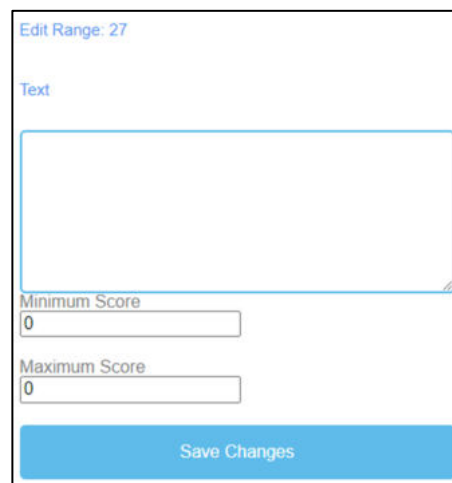 Edit Range: 27
Text
Minimum Score
0
Maximum Score
0
Save Changes